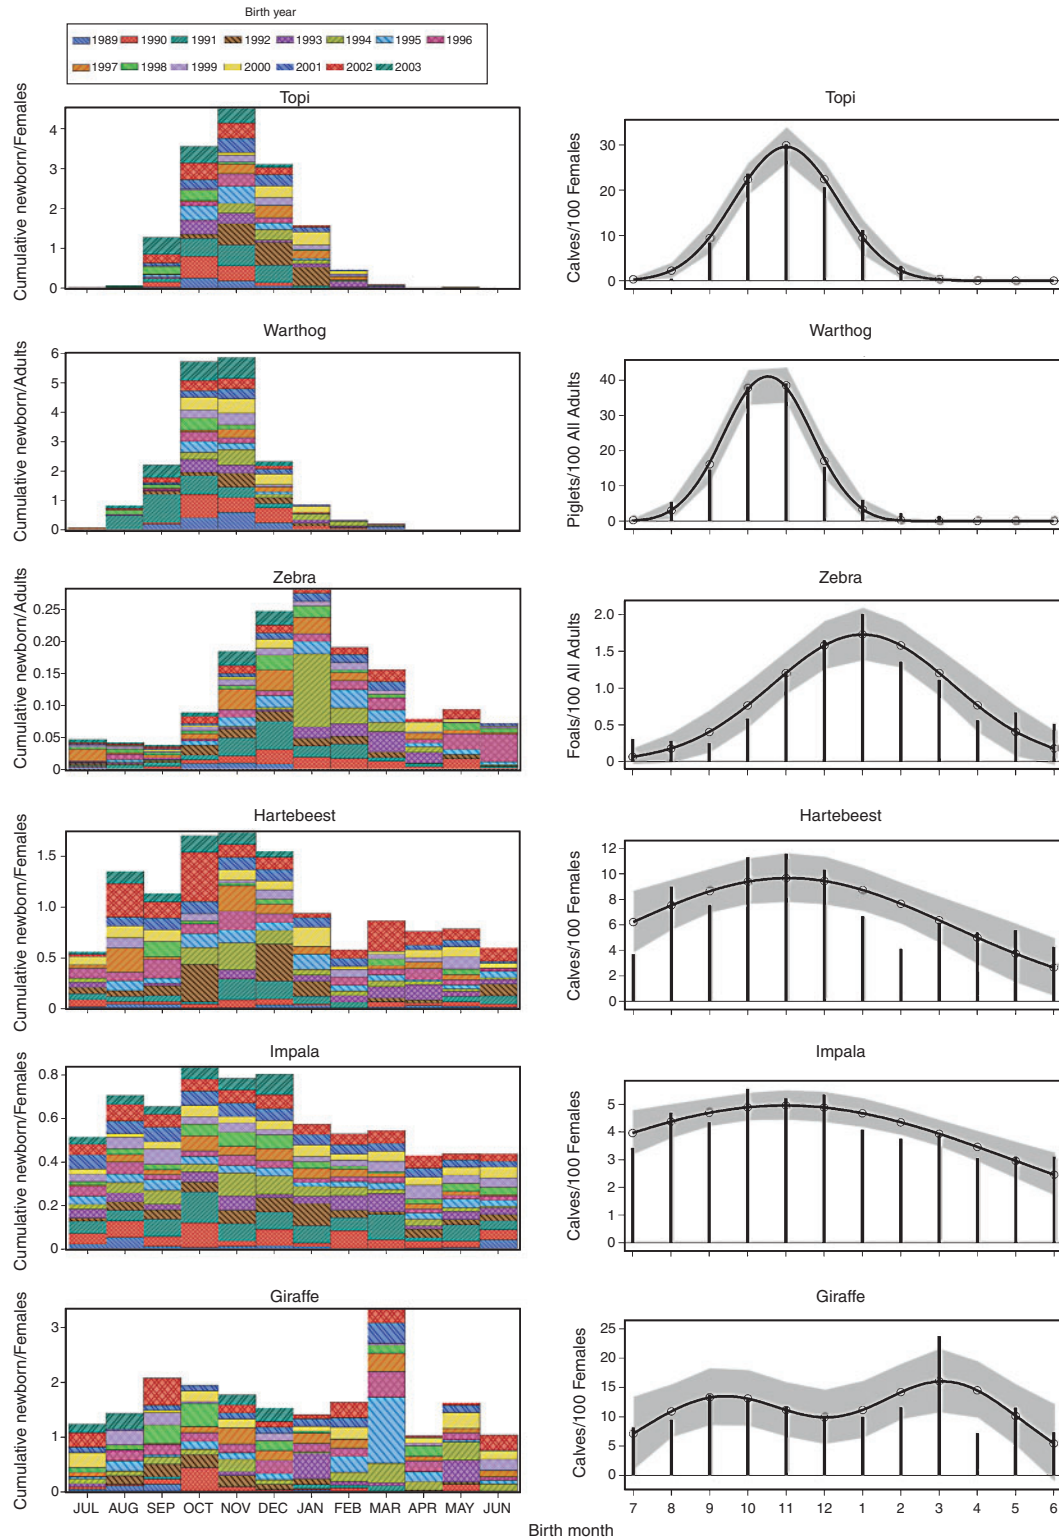 Birth year
1989 1990 1991 1992 1993 1994 1995 1996
1997 1998 1999 2000 2001 2002 2003
Topi
Cumulative newborn/Females
4
3
2
1
0
Topi
Calves/100 Females
30
20
10
0
Warthog
Cumulative newborn/Adults
6
5
4
3
2
1
0
Warthog
Piglets/100 All Adults
40
30
20
10
0
Zebra
Cumulative newborn/Adults
0.25
0.20
0.15
0.10
0.05
0
Zebra
Foals/100 All Adults
2.0
1.5
1.0
0.5
0
Hartebeest
Cumulative newborn/Females
1.5
1.0
0.5
0
Hartebeest
Calves/100 Females
12
10
8
6
4
2
0
Impala
Cumulative newborn/Females
0.8
0.6
0.4
0.2
0
Impala
Calves/100 Females
5
4
3
2
1
0
Giraffe
Cumulative newborn/Females
3
2
1
0
JUL AUG SEP OCT NOV DEC JAN FEB MAR APR MAY JUN
Giraffe
Calves/100 Females
25
20
15
10
5
0
7 8 9 10 11 12 1 2 3 4 5 6
Birth month